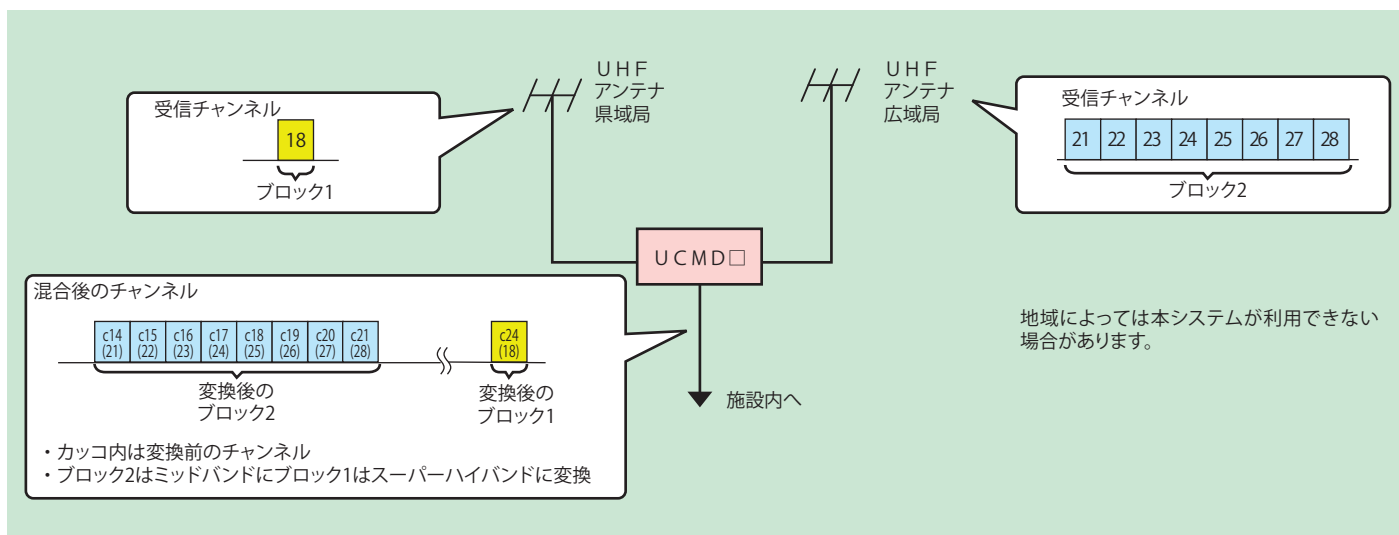 受信チャンネル
18
ブロック1
ＵＨＦ
アンテナ
県域局
ＵＨＦ
アンテナ
広域局
受信チャンネル
21 22 23 24 25 26 27 28
ブロック2
ＵＣＭＤ□
混合後のチャンネル
c14 c15 c16 c17 c18 c19 c20 c21
(21) (22) (23) (24) (25) (26) (27) (28)
変換後の
ブロック2
c24
(18)
変換後の
ブロック1
・カッコ内は変換前のチャンネル
・ブロック2はミッドバンドにブロック1はスーパーハイバンドに変換
施設内へ
地域によっては本システムが利用できない
場合があります。